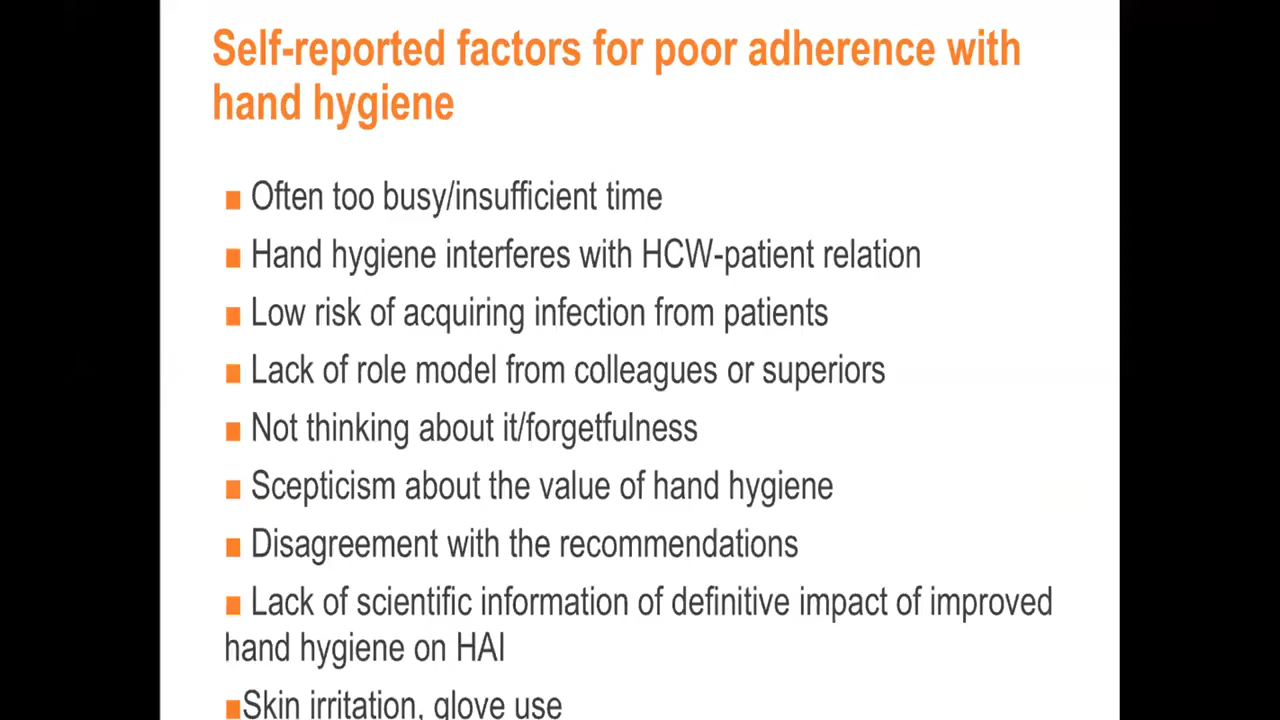 Self-reported factors for poor adherence with
hand hygiene
■ Often too busy/insufficient time
■ Hand hygiene interferes with HCW-patient relation
■ Low risk of acquiring infection from patients
■ Lack of role model from colleagues or superiors
■ Not thinking about it/forgetfulness
■ Scepticism about the value of hand hygiene
■ Disagreement with the recommendations
■ Lack of scientific information of definitive impact of improved
hand hygiene on HAI
■Skin irritation, glove use